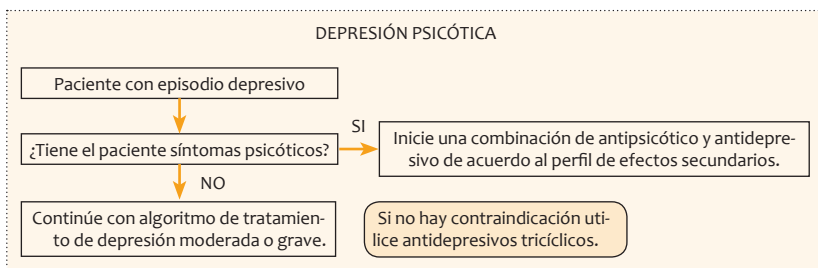 DEPRESIÓN PSICÓTICA
Paciente con episodio depresivo
¿Tiene el paciente síntomas psicóticos?
SI
Inicie una combinación de antipsicótico y antidepre-
sivo de acuerdo al perfil de efectos secundarios.
NO
Continúe con algoritmo de tratamien-
to de depresión moderada o grave.
Si no hay contraindicación uti-
lice antidepresivos tricíclicos.